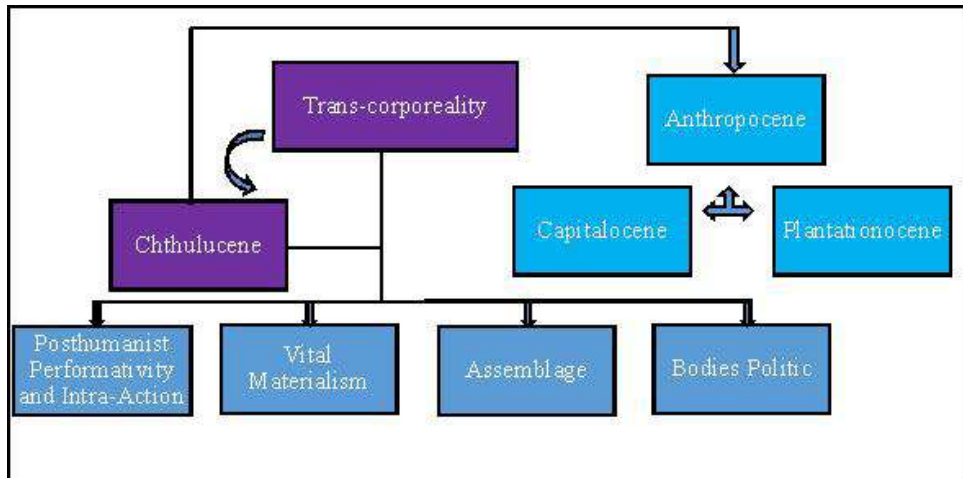 Trans-corporeality
Anthropocene
Chthulucene
Capitalocene
Plantationocene
Posthumanist
Performativity
and Intra-Action
Vital
Materialism
Assemblage
Bodies Politic